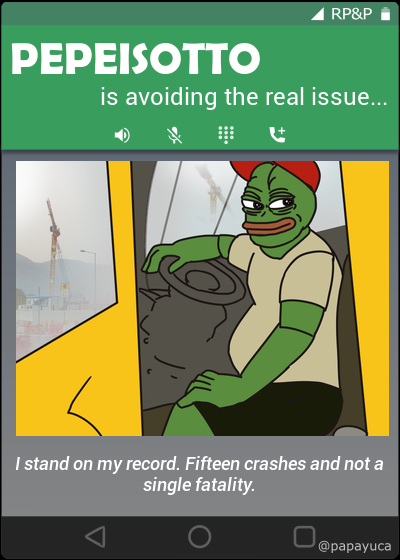 RP&P
PEPEISOTTO
is avoiding the real issue...
I stand on my record. Fifteen crashes and not a
single fatality.
@papayuca